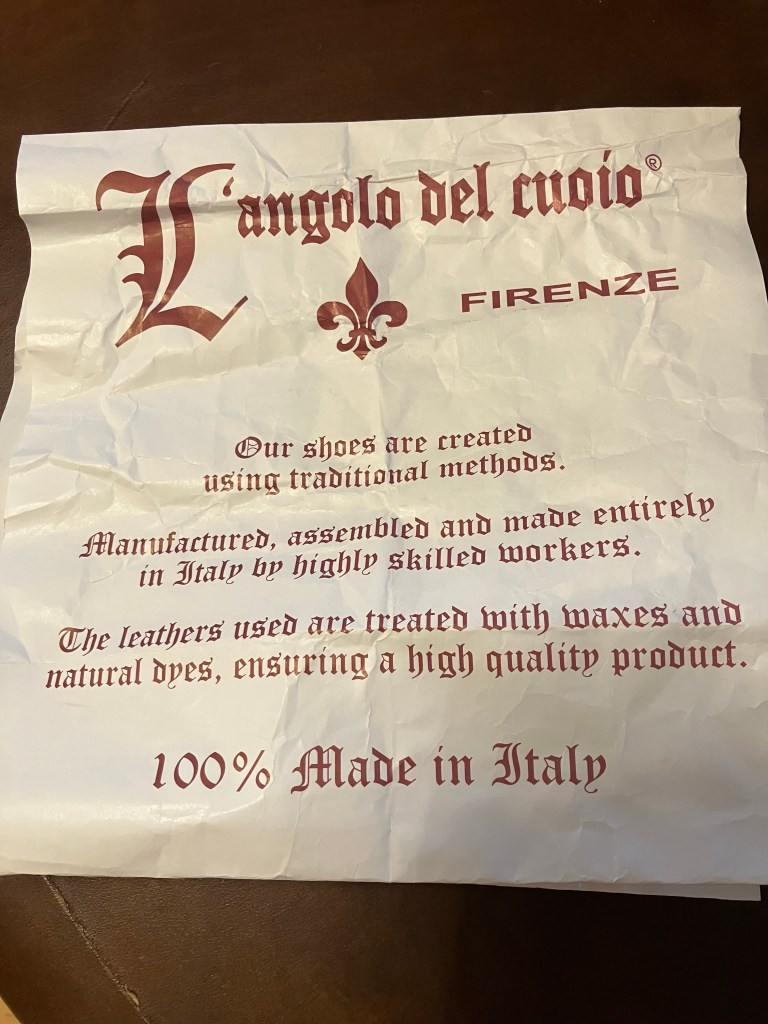 L'angolo del cuoio®
FIRENZE
Our shoes are created
using traditional methods.
Manufactured, assembled and made entirely
in Italy by highly skilled workers.
The leathers used are treated with waxes and
natural dyes, ensuring a high quality product.
100% Made in Italy